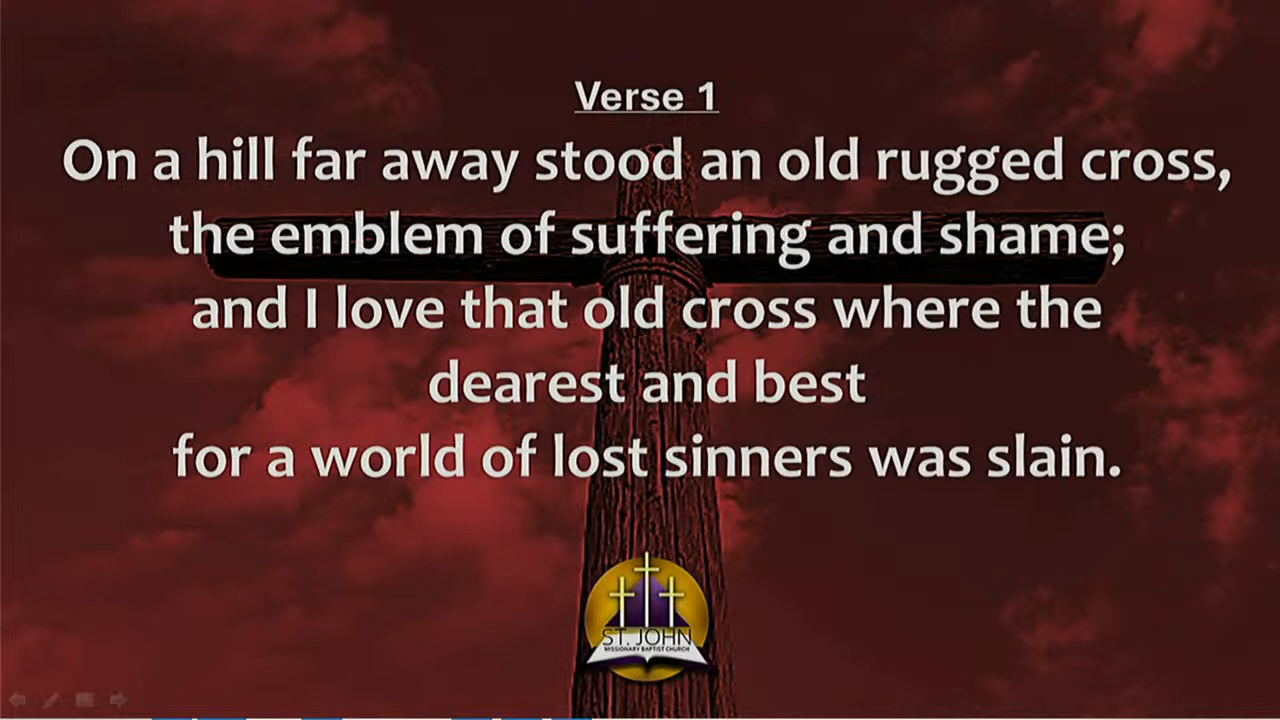 Verse 1
On a hill far away stood an old rugged cross,
the emblem of suffering and shame;
and I love that old cross where the
dearest and best
for a world of lost sinners was slain.
ST. JOHN
MISSIONARY BAPTIST CHURCH